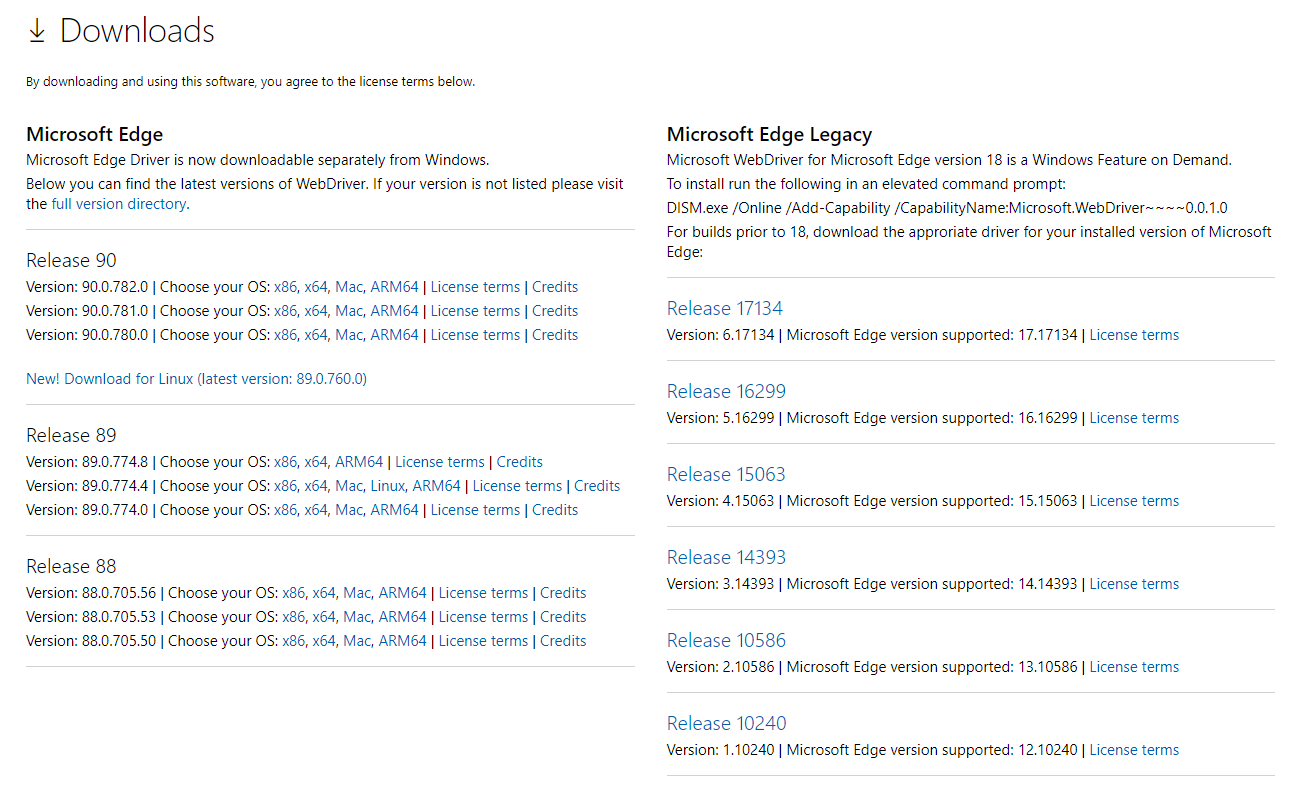 Downloads
By downloading and using this software, you agree to the license terms below.
Microsoft Edge
Microsoft Edge Driver is now downloadable separately from Windows.
Below you can find the latest versions of WebDriver. If your version is not listed please visit
the full version directory.
Release 90
Version: 90.0.782.0 | Choose your OS: x86, x64, Mac, ARM64 | License terms | Credits
Version: 90.0.781.0 | Choose your OS: x86, x64, Mac, ARM64 | License terms | Credits
Version: 90.0.780.0 | Choose your OS: x86, x64, Mac, ARM64 | License terms | Credits
New! Download for Linux (latest version: 89.0.760.0)
Release 89
Version: 89.0.774.8 | Choose your OS: x86, x64, ARM64 | License terms | Credits
Version: 89.0.774.4 | Choose your OS: x86, x64, Mac, Linux, ARM64 | License terms | Credits
Version: 89.0.774.0 | Choose your OS: x86, x64, Mac, ARM64 | License terms | Credits
Release 88
Version: 88.0.705.56 | Choose your OS: x86, x64, Mac, ARM64 | License terms | Credits
Version: 88.0.705.53 | Choose your OS: x86, x64, Mac, ARM64 | License terms | Credits
Version: 88.0.705.50 | Choose your OS: x86, x64, Mac, ARM64 | License terms | Credits
Microsoft Edge Legacy
Microsoft WebDriver for Microsoft Edge version 18 is a Windows Feature on Demand.
To install run the following in an elevated command prompt:
DISM.exe /Online /Add-Capability /CapabilityName:Microsoft.WebDriver~~~~0.0.1.0
For builds prior to 18, download the approriate driver for your installed version of Microsoft
Edge:
Release 17134
Version: 6.17134 | Microsoft Edge version supported: 17.17134 | License terms
Release 16299
Version: 5.16299 | Microsoft Edge version supported: 16.16299 | License terms
Release 15063
Version: 4.15063 | Microsoft Edge version supported: 15.15063 | License terms
Release 14393
Version: 3.14393 | Microsoft Edge version supported: 14.14393 | License terms
Release 10586
Version: 2.10586 | Microsoft Edge version supported: 13.10586 | License terms
Release 10240
Version: 1.10240 | Microsoft Edge version supported: 12.10240 | License terms